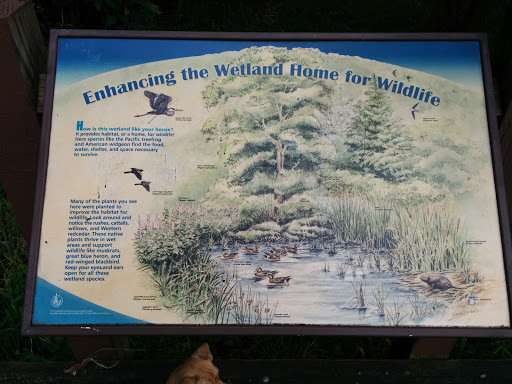 Enhancing the Wetland Home for Wildlife
How is this wetland like your house?
It provides habitat, or a home, for wildlife!
Here species like the Pacific treefrog
and American widgeon find the food,
water, shelter, and space necessary
to survive.
Many of the plants you see
here were planted to
improve the habitat for
wildlife. Look around and
notice the rushes, cattails,
willows, and Western
redcedar. These native
plants thrive in wet
areas and support
wildlife like muskrats,
great blue heron, and
red-winged blackbird.
Keep your eyes and ears
open for all these
wetland species.